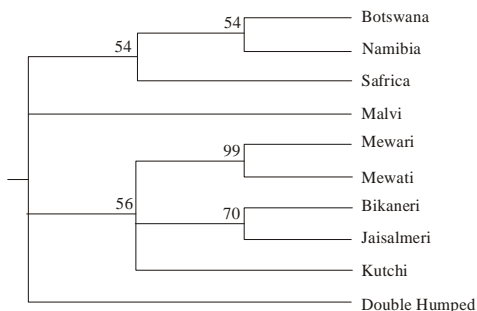 54
54
Botswana
Namibia
Safrica
Malvi
99
Mewari
Mewati
56
70
Bikaneri
Jaisalmeri
Kutchi
Double Humped